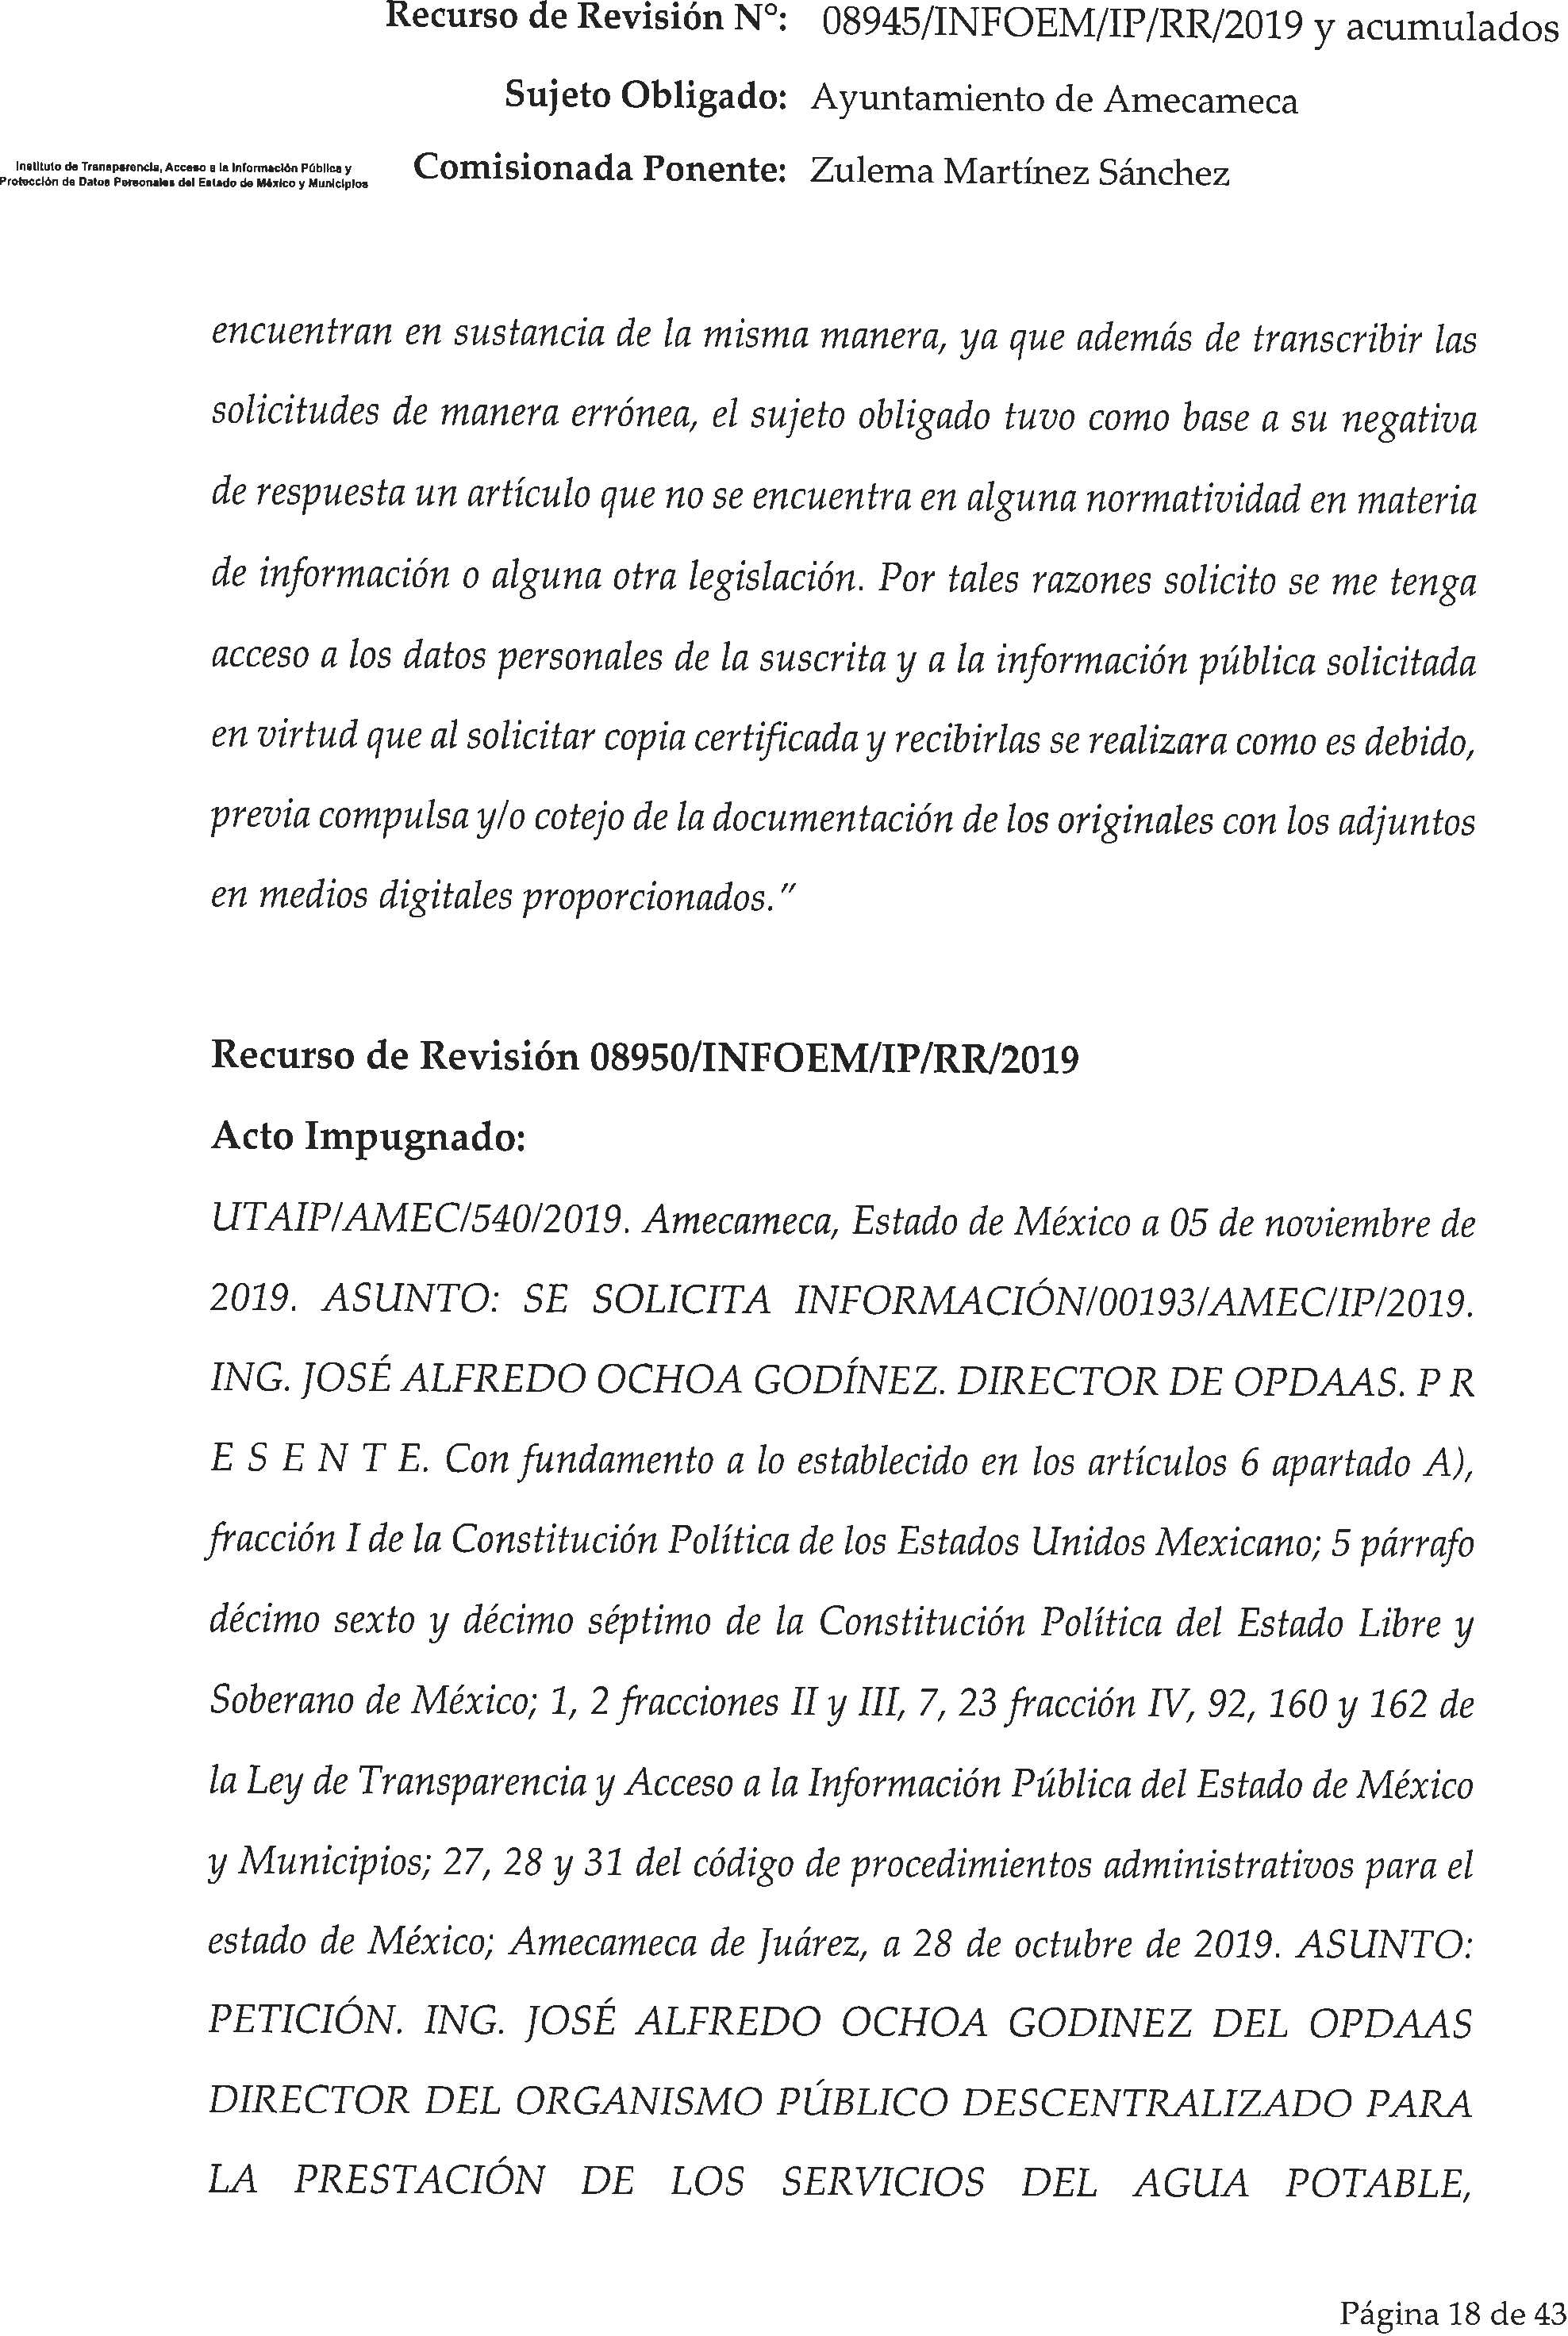 Recurso de Revisión N°: 08945/INFOEM/IP/RR/2019 y acumulados
Sujeto Obligado: Ayuntamiento de Amecameca
Instituto de Transparencia, Acceso a la Información Pública y
Protección de Datos Personales del Estado de México y Municipios
Comisionada Ponente: Zulema Martínez Sánchez
encuentran en sustancia de la misma manera, ya que además de transcribir las
solicitudes de manera errónea, el sujeto obligado tuvo como base a su negativa
de respuesta un artículo que no se encuentra en alguna normatividad en materia
de información o alguna otra legislación. Por tales razones solicito se me tenga
acceso a los datos personales de la suscrita y a la información pública solicitada
en virtud que al solicitar copia certificada y recibirlas se realizara como es debido,
previa compulsa y/o cotejo de la documentación de los originales con los adjuntos
en medios digitales proporcionados."
Recurso de Revisión 08950/INFOEM/IP/RR/2019
Acto Impugnado:
UTAIP/AMEC/540/2019. Amecameca, Estado de México a 05 de noviembre de
2019. ASUNTO: SE SOLICITA INFORMACIÓN/00193/AMEC/IP/2019.
ING. JOSÉ ALFREDO OCHOA GODÍNEZ. DIRECTOR DE OPDAAS. P R
E S E N T E. Con fundamento a lo establecido en los artículos 6 apartado A),
fracción I de la Constitución Política de los Estados Unidos Mexicano; 5 párrafo
décimo sexto y décimo séptimo de la Constitución Política del Estado Libre y
Soberano de México; 1, 2 fracciones II y III, 7, 23 fracción IV, 92, 160 y 162 de
la Ley de Transparencia y Acceso a la Información Pública del Estado de México
y Municipios; 27, 28 y 31 del código de procedimientos administrativos para el
estado de México; Amecameca de Juárez, a 28 de octubre de 2019. ASUNTO:
PETICIÓN. ING. JOSÉ ALFREDO OCHOA GODINEZ DEL OPDAAS
DIRECTOR DEL ORGANISMO PÚBLICO DESCENTRALIZADO PARA
LA PRESTACIÓN DE LOS SERVICIOS DEL AGUA POTABLE,
Página 18 de 43